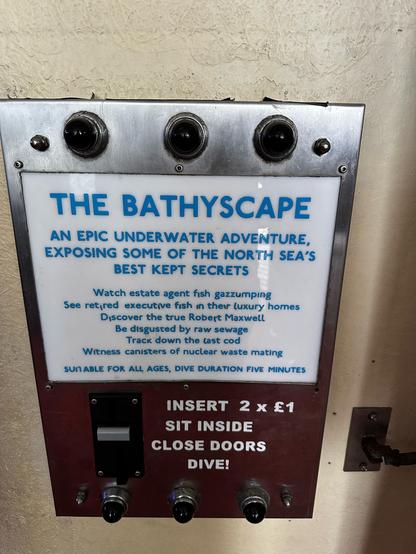 THE BATHYSCAPE
AN EPIC UNDERWATER ADVENTURE,
EXPOSING SOME OF THE NORTH SEA'S
BEST KEPT SECRETS
Watch estate agent fish gazzumping
See retired executive fish in their luxury homes
Discover the true Robert Maxwell
Be disgusted by raw sewage
Track down the last cod
Witness canisters of nuclear waste mating
SUITABLE FOR ALL AGES, DIVE DURATION FIVE MINUTES
INSERT 2 x £1
SIT INSIDE
CLOSE DOORS
DIVE!